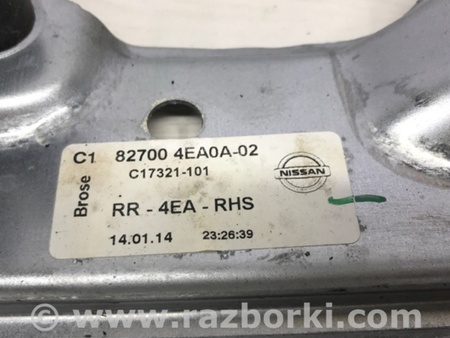 C1 82700 4EA0A-02
C17321-101
Brose
NISSAN
RR - 4EA - RHS
14.01.14 23:26:39
www.razborki.com